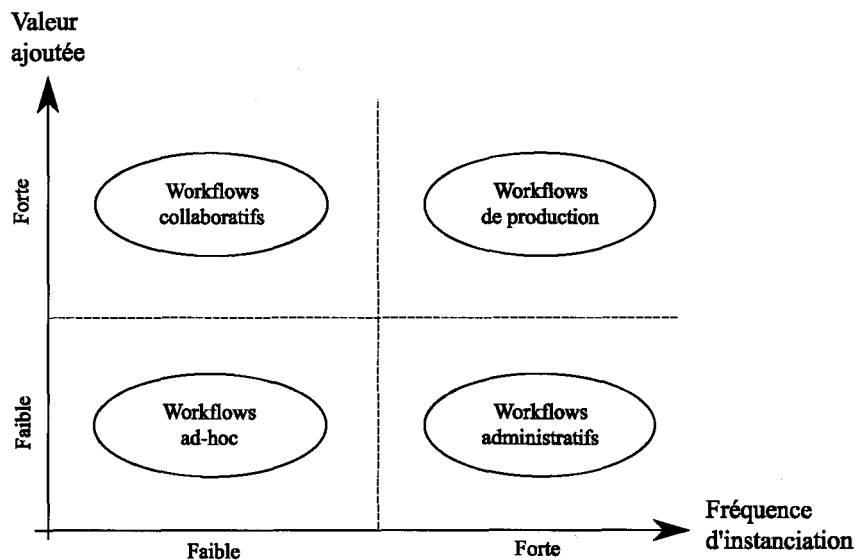 Valeur
ajoutée
Forte
Workflows
collaboratifs
Workflows
de production
Faible
Workflows
ad-hoc
Workflows
administratifs
Faible
Forte
Fréquence
d'instanciation